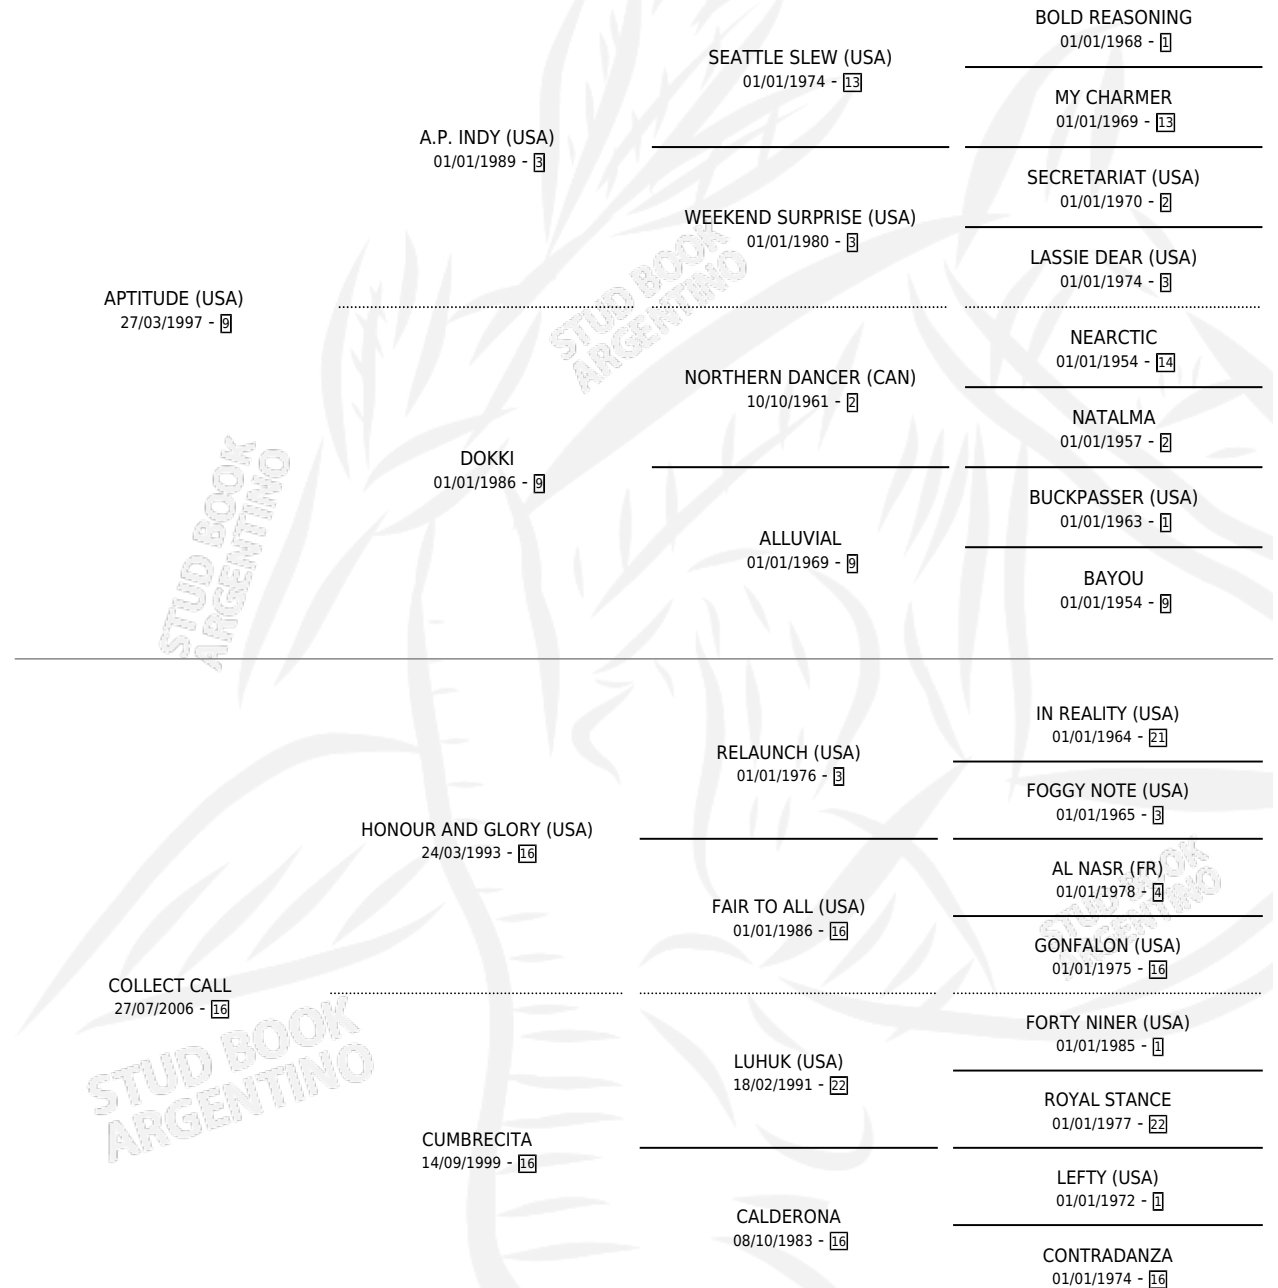 BOLD REASONING
01/01/1968 - 1
SEATTLE SLEW (USA)
01/01/1974 - 13
MY CHARMER
01/01/1969 - 13
A.P. INDY (USA)
01/01/1989 - 3
SECRETARIAT (USA)
01/01/1970 - 2
WEEKEND SURPRISE (USA)
01/01/1980 - 3
LASSIE DEAR (USA)
01/01/1974 - 3
APTITUDE (USA)
27/03/1997 - 9
NEARCTIC
01/01/1954 - 14
NORTHERN DANCER (CAN)
10/10/1961 - 2
NATALMA
01/01/1957 - 2
DOKKI
01/01/1986 - 9
BUCKPASSER (USA)
01/01/1963 - 1
ALLUVIAL
01/01/1969 - 9
BAYOU
01/01/1954 - 9
STUD BOOK
ARGENTINO
STUD BOOK
ARGENTINO
IN REALITY (USA)
01/01/1964 - 21
RELAUNCH (USA)
01/01/1976 - 3
FOGGY NOTE (USA)
01/01/1965 - 3
HONOUR AND GLORY (USA)
24/03/1993 - 16
AL NASR (FR)
01/01/1978 - 4
FAIR TO ALL (USA)
01/01/1986 - 16
GONFALON (USA)
01/01/1975 - 16
COLLECT CALL
27/07/2006 - 16
FORTY NINER (USA)
01/01/1985 - 1
LUHUK (USA)
18/02/1991 - 22
ROYAL STANCE
01/01/1977 - 22
CUMBRECITA
14/09/1999 - 16
LEFTY (USA)
01/01/1972 - 1
CALDERONA
08/10/1983 - 16
CONTRADANZA
01/01/1974 - 16
STUD BOOK
ARGENTINO
STUD BOOK
ARGENTINO